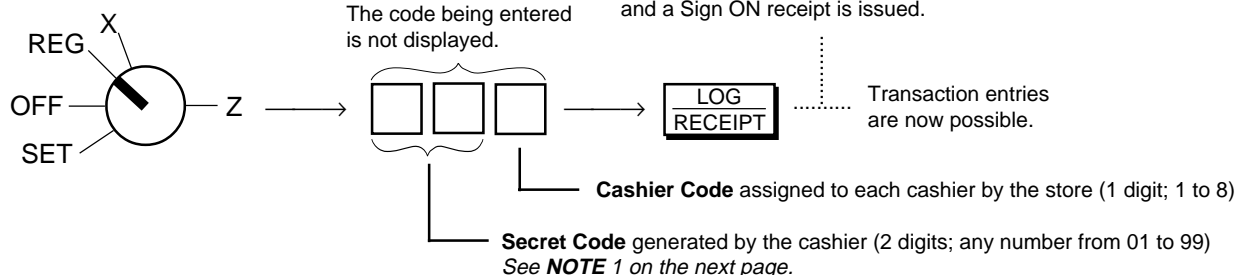 The code being entered
is not displayed.
and a Sign ON receipt is issued.
X
REG
OFF
Z
SET
LOG
RECEIPT
Transaction entries
are now possible.
Cashier Code assigned to each cashier by the store (1 digit; 1 to 8)
Secret Code generated by the cashier (2 digits; any number from 01 to 99)
See NOTE 1 on the next page.